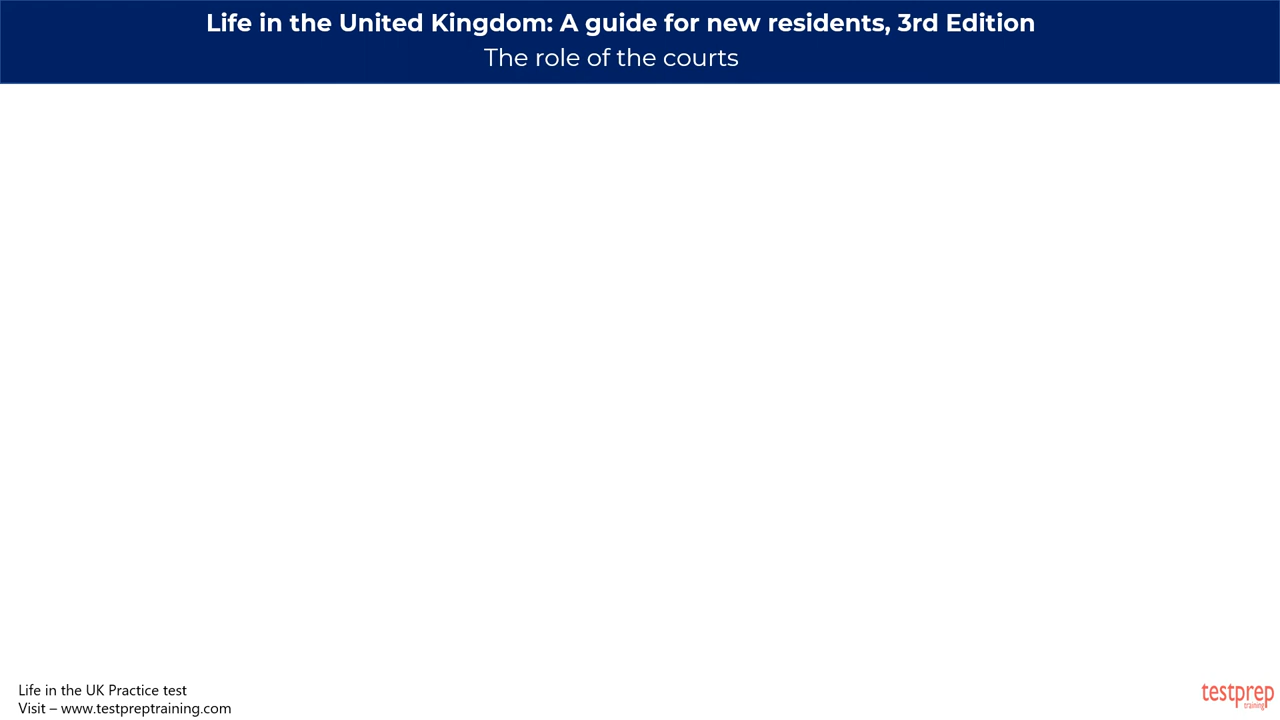 Life in the United Kingdom: A guide for new residents, 3rd Edition
The role of the courts
Life in the UK Practice test
Visit – www.testpreptraining.com
testprep
training